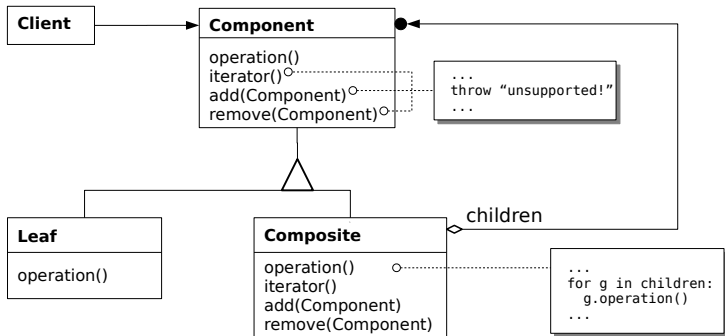 Client
Component
operation()
iterator()
add(Component)
remove(Component)
...
throw “unsupported!”
...
children
Leaf
operation()
Composite
operation()
iterator()
add(Component)
remove(Component)
...
for g in children:
g.operation()
...